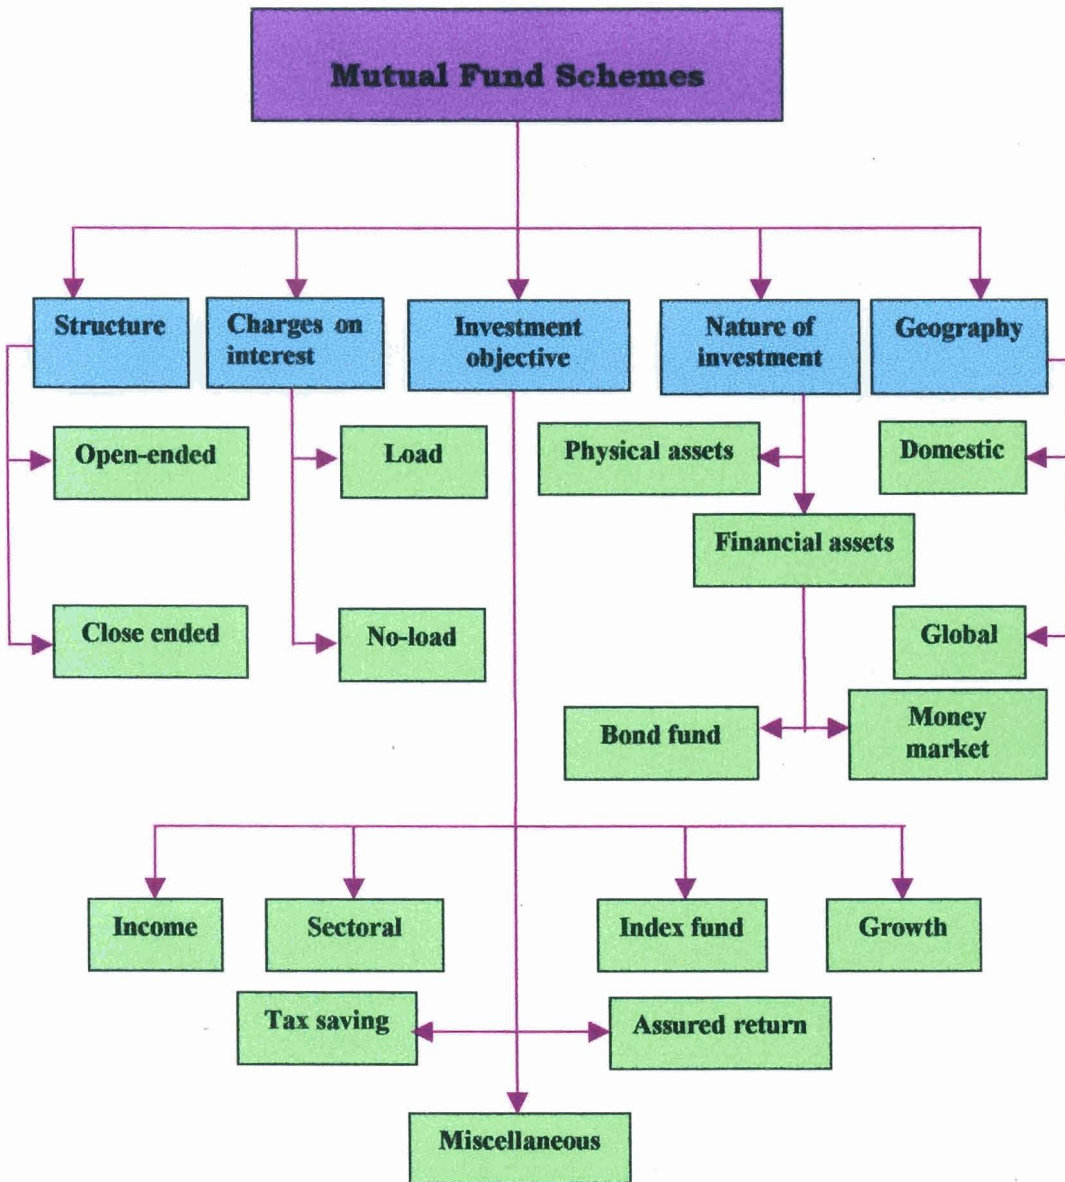 Mutual Fund Schemes
Structure
Charges on
interest
Investment
objective
Nature of
investment
Geography
Open-ended
Load
Physical assets
Domestic
Financial assets
Close ended
No-load
Global
Bond fund
Money
market
Income
Sectoral
Index fund
Growth
Tax saving
Assured return
Miscellaneous